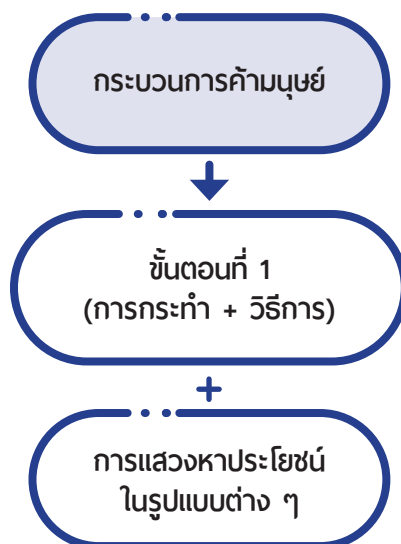 กระบวนการค้ามนุษย์
ขั้นตอนที่ 1
(การกระทำ + วิธีการ)
+
การแสวงหาประโยชน์
ในรูปแบบต่าง ๆ